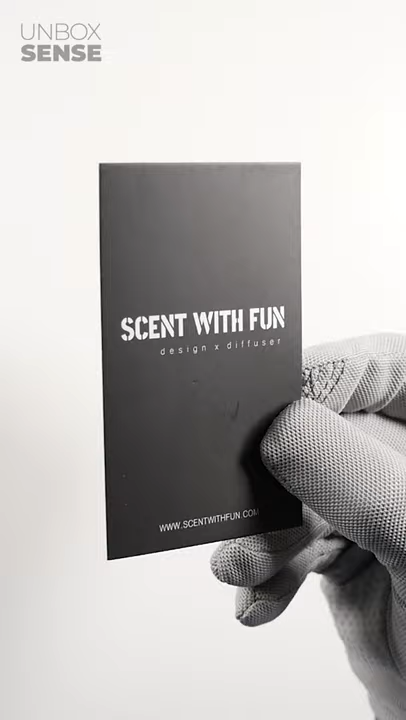 UNBOX
SENSE
SCENT WITH FUN
design x diffuser
WWW.SCENTWITHFUN.COM